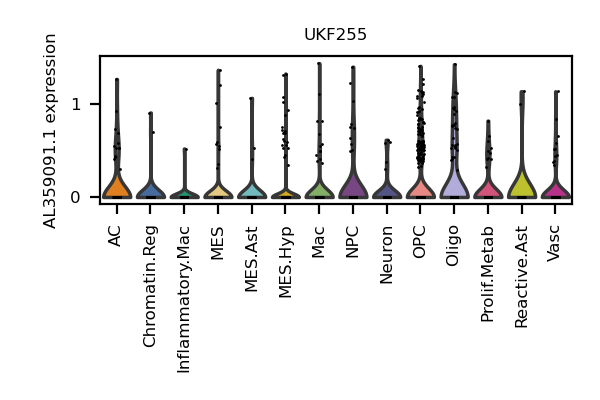 UKF255
AL359091.1 expression
1
0
AC
Chromatin.Reg
Inflammatory.Mac
MES
MES.Ast
MES.Hyp
Mac
NPC
Neuron
OPC
Oligo
Prolif.Metab
Reactive.Ast
Vasc